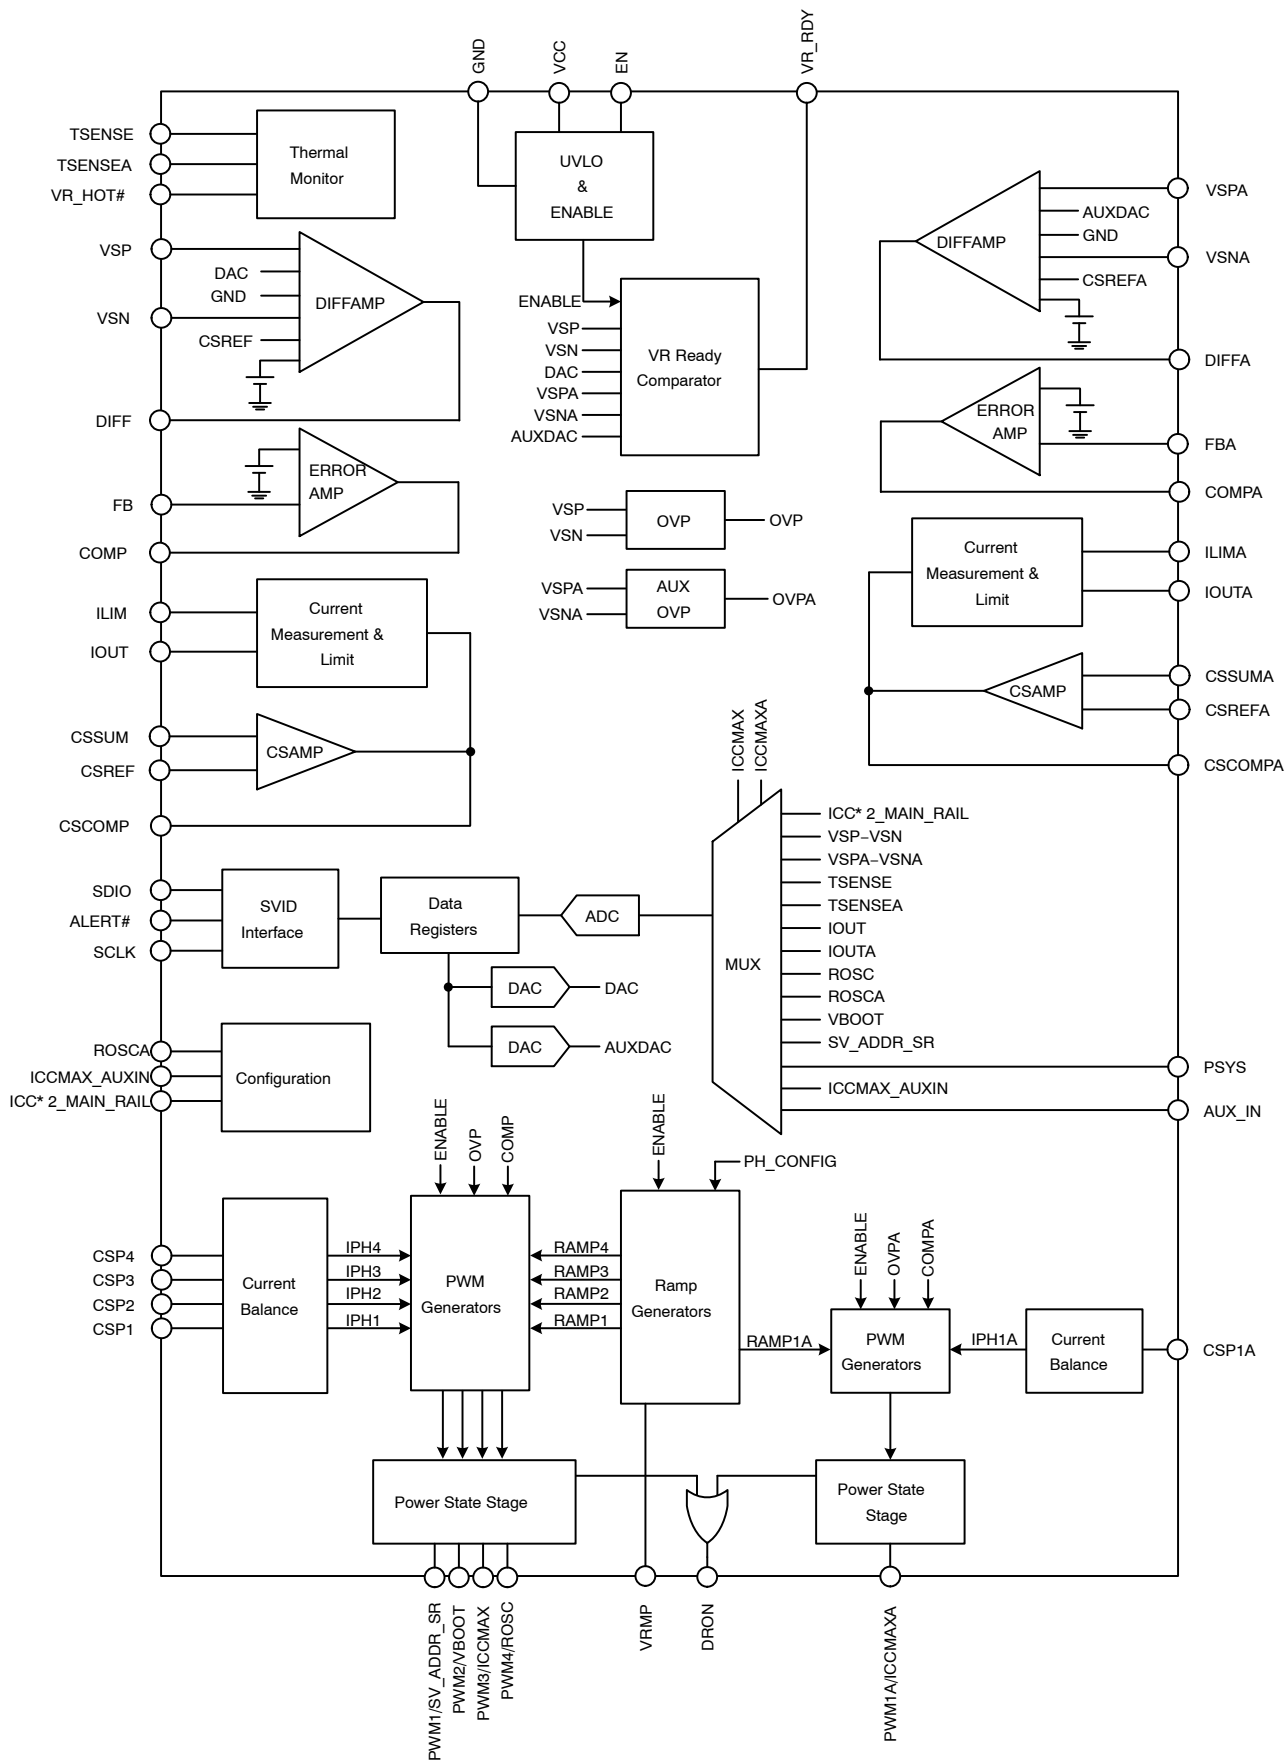 GND
VCC
EN
VR_RDY
TSENSE
TSENSEA
VR_HOT#
Thermal
Monitor
UVLO
&
ENABLE
VSP
DAC
GND
VSN
CSREF
DIFFAMP
DIFF
ENABLE
VSP
VSN
DAC
VSPA
VSNA
AUXDAC
VR Ready
Comparator
DIFFAMP
VSPA
AUXDAC
GND
VSNA
CSREFA
DIFFA
ERROR
AMP
FB
COMP
ERROR
AMP
FBA
COMPA
VSP
VSN
OVP
OVP
VSPA
VSNA
AUX
OVP
OVPA
ILIM
IOUT
Current
Measurement &
Limit
Current
Measurement &
Limit
ILIMA
IOUTA
CSSUM
CSREF
CSAMP
CSCOMP
CSAMP
CSSUMA
CSREFA
CSCOMPA
ICCMAX
ICCMAXA
MUX
ICC* 2_MAIN_RAIL
VSP–VSN
VSPA–VSNA
TSENSE
TSENSEA
IOUT
IOUTA
ROSC
ROSCA
VBOOT
SV_ADDR_SR
PSYS
ICCMAX_AUXIN
AUX_IN
SDIO
ALERT#
SCLK
SVID
Interface
Data
Registers
ADC
DAC
DAC
DAC
AUXDAC
ROSCA
ICCMAX_AUXIN
ICC* 2_MAIN_RAIL
Configuration
ENABLE
OVP
COMP
ENABLE
PH_CONFIG
CSP4
CSP3
CSP2
CSP1
Current
Balance
IPH4
IPH3
IPH2
IPH1
PWM
Generators
RAMP4
RAMP3
RAMP2
RAMP1
Ramp
Generators
RAMP1A
ENABLE
OVPA
COMPA
PWM
Generators
IPH1A
Current
Balance
CSP1A
Power State Stage
Power State
Stage
PWM1/SV_ADDR_SR
PWM2/VBOOT
PWM3/ICCMAX
PWM4/ROSC
VRMP
DRON
PWM1A/ICCMAXA